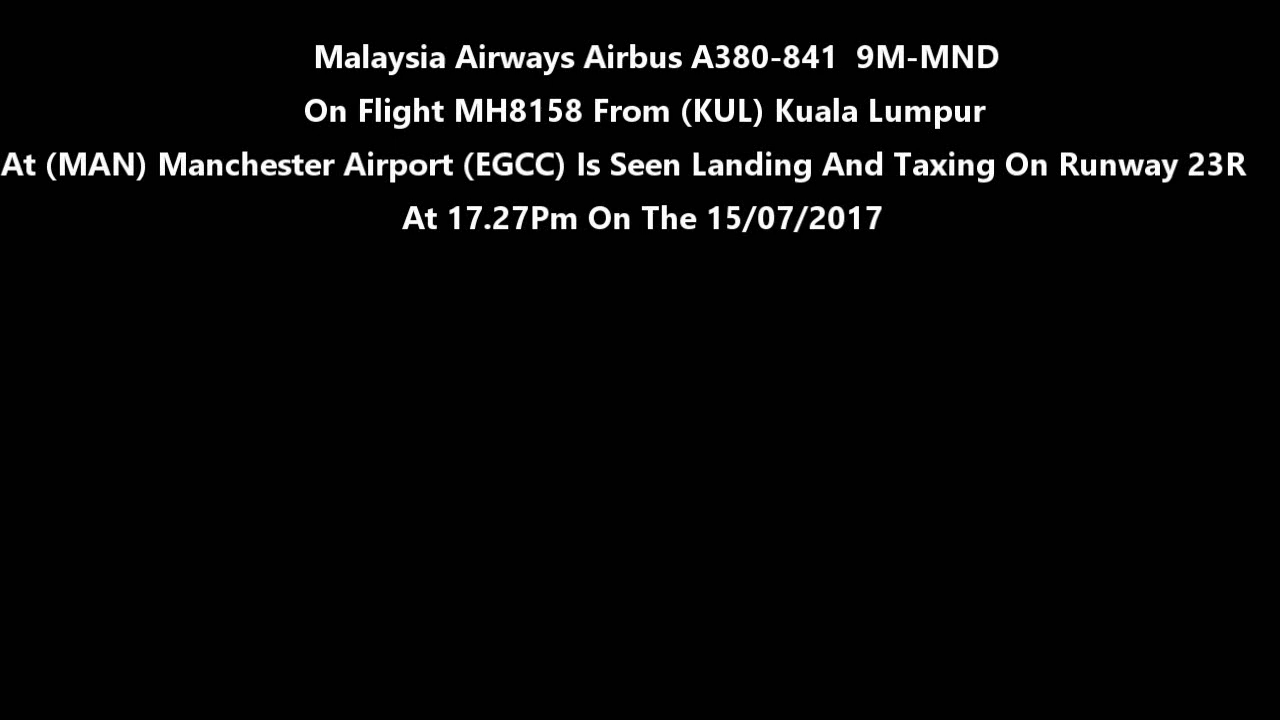 Malaysia Airways Airbus A380-841  9M-MND
On Flight MH8158 From (KUL) Kuala Lumpur
At (MAN) Manchester Airport (EGCC) Is Seen Landing And Taxing On Runway 23R
At 17.27Pm On The 15/07/2017